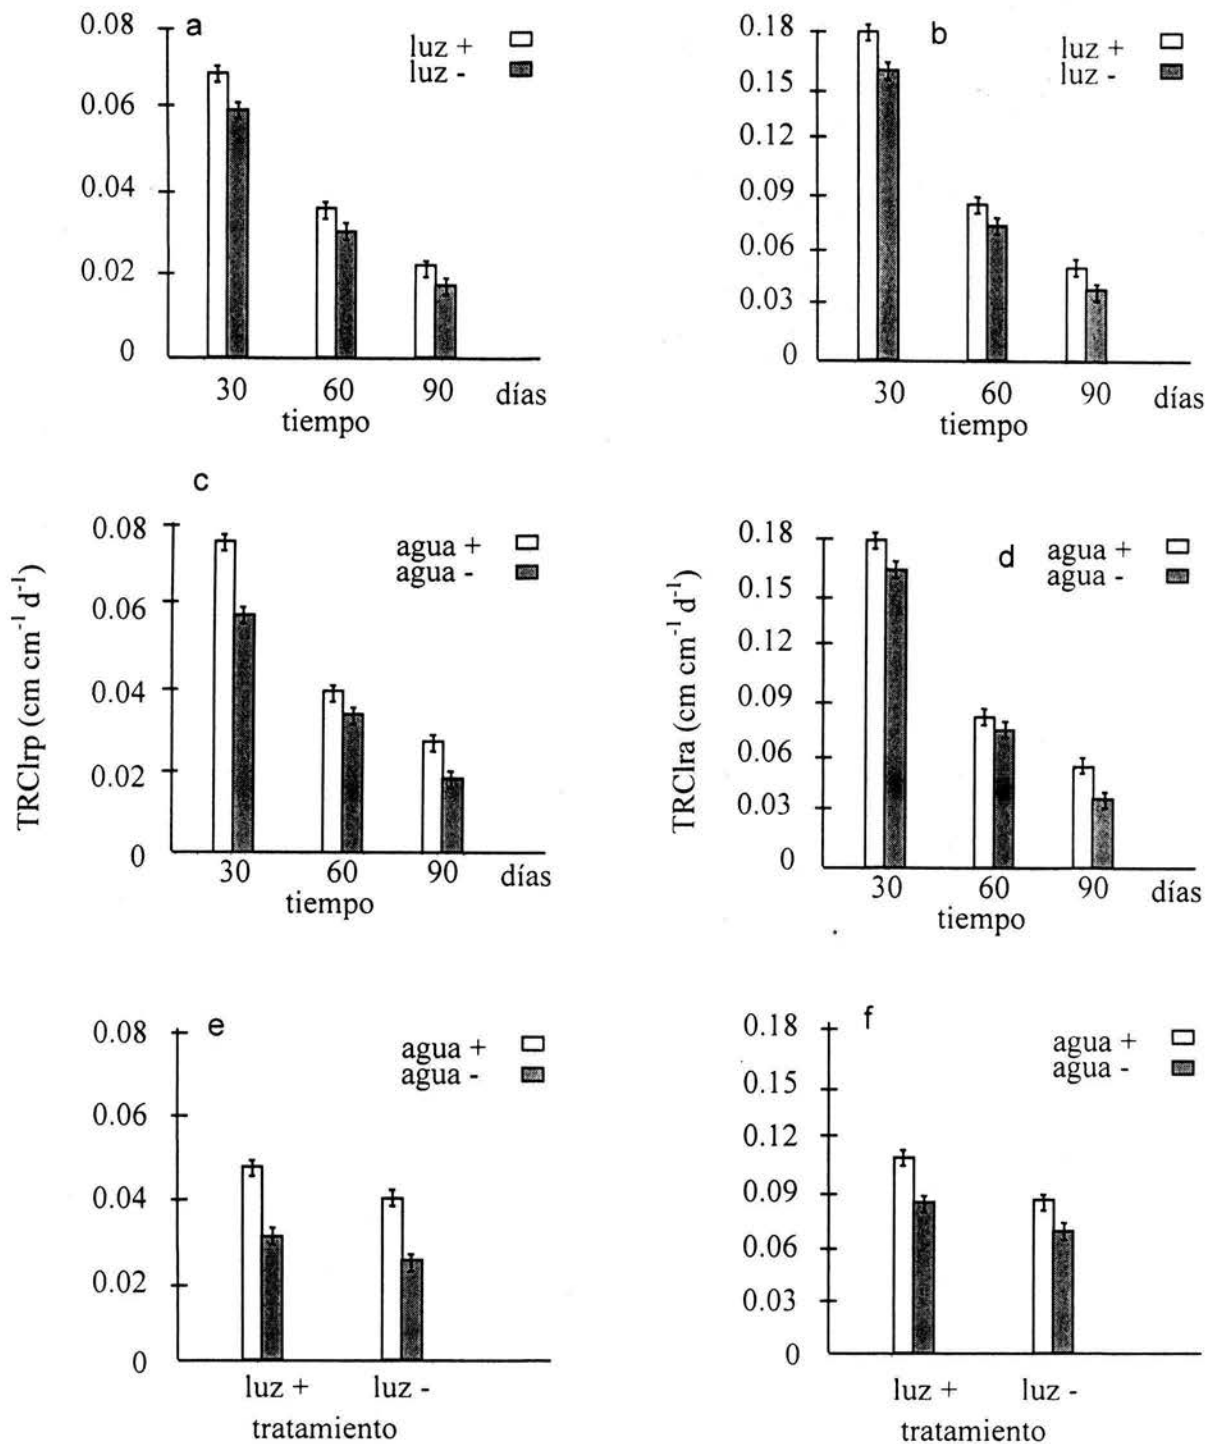 a
luz +
luz -
0.08
0.06
0.04
0.02
0
30 60 90 días
tiempo
b
luz +
luz -
0.18
0.15
0.12
0.09
0.06
0.03
0
30 60 90 días
tiempo
TRClrp (cm cm⁻¹ d⁻¹)
c
agua +
agua -
0.08
0.06
0.04
0.02
0
30 60 90 días
tiempo
TRClra (cm cm⁻¹ d⁻¹)
d
agua +
agua -
0.18
0.15
0.12
0.09
0.06
0.03
0
30 60 90 días
tiempo
e
agua +
agua -
0.08
0.06
0.04
0.02
0
luz + luz -
tratamiento
f
agua +
agua -
0.18
0.15
0.12
0.09
0.06
0.03
0
luz + luz -
tratamiento